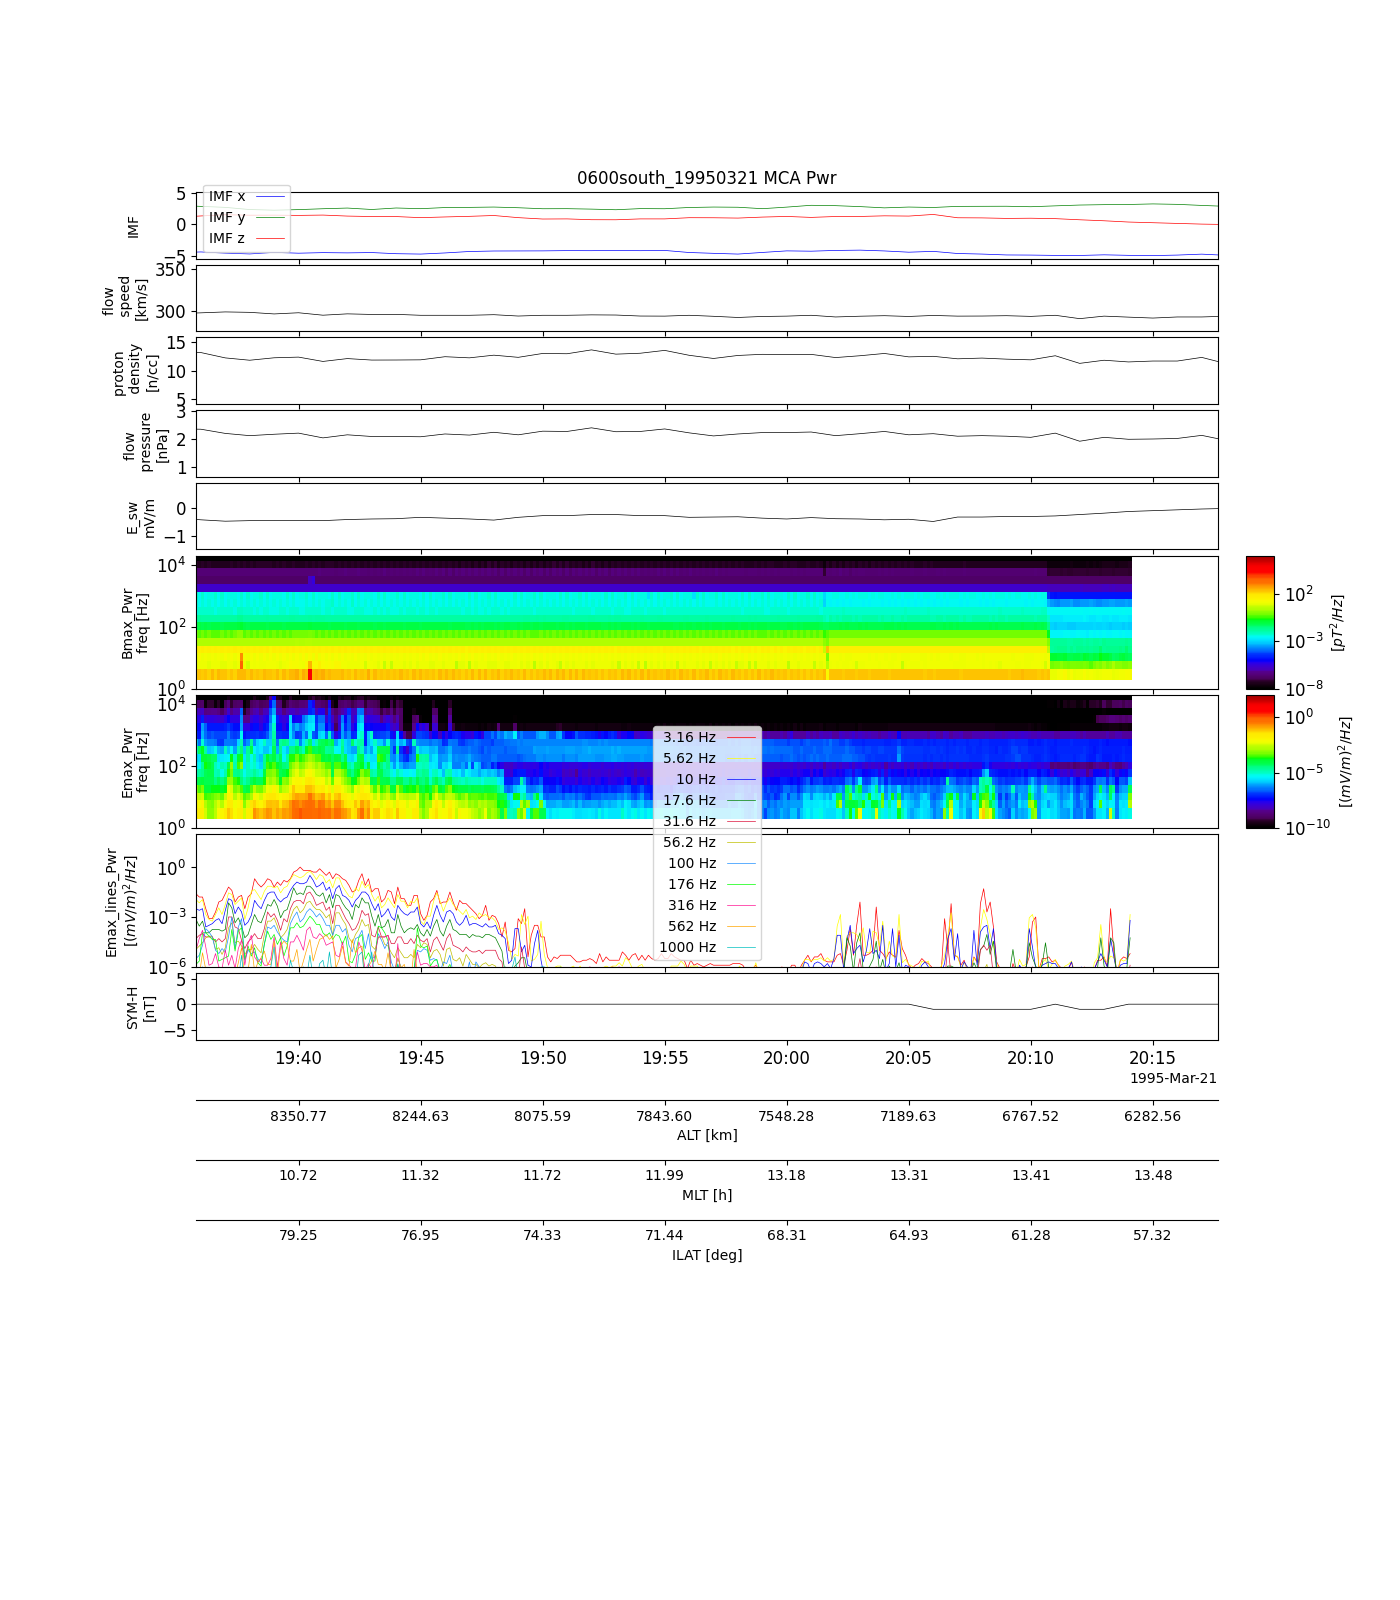 0600south_19950321 MCA Pwr
IMF
5
0
−5
IMF x
IMF y
IMF z
flow
speed
[km/s]
350
300
proton
density
[n/cc]
15
10
5
flow
pressure
[nPa]
3
2
1
E_sw
mV/m
0
−1
Bmax_Pwr
freq [Hz]
10^4
10^2
10^0
10^2
10^−3
10^−8
[pT^2/Hz]
Emax_Pwr
freq [Hz]
10^4
10^2
10^0
10^0
10^−5
10^−10
[(mV/m)^2/Hz]
3.16 Hz
5.62 Hz
10 Hz
17.6 Hz
31.6 Hz
56.2 Hz
100 Hz
176 Hz
316 Hz
562 Hz
1000 Hz
Emax_lines_Pwr
[(mV/m)^2/Hz]
10^0
10^−3
10^−6
SYM-H
[nT]
5
0
−5
19:40 19:45 19:50 19:55 20:00 20:05 20:10 20:15
1995-Mar-21
8350.77 8244.63 8075.59 7843.60 7548.28 7189.63 6767.52 6282.56
ALT [km]
10.72 11.32 11.72 11.99 13.18 13.31 13.41 13.48
MLT [h]
79.25 76.95 74.33 71.44 68.31 64.93 61.28 57.32
ILAT [deg]